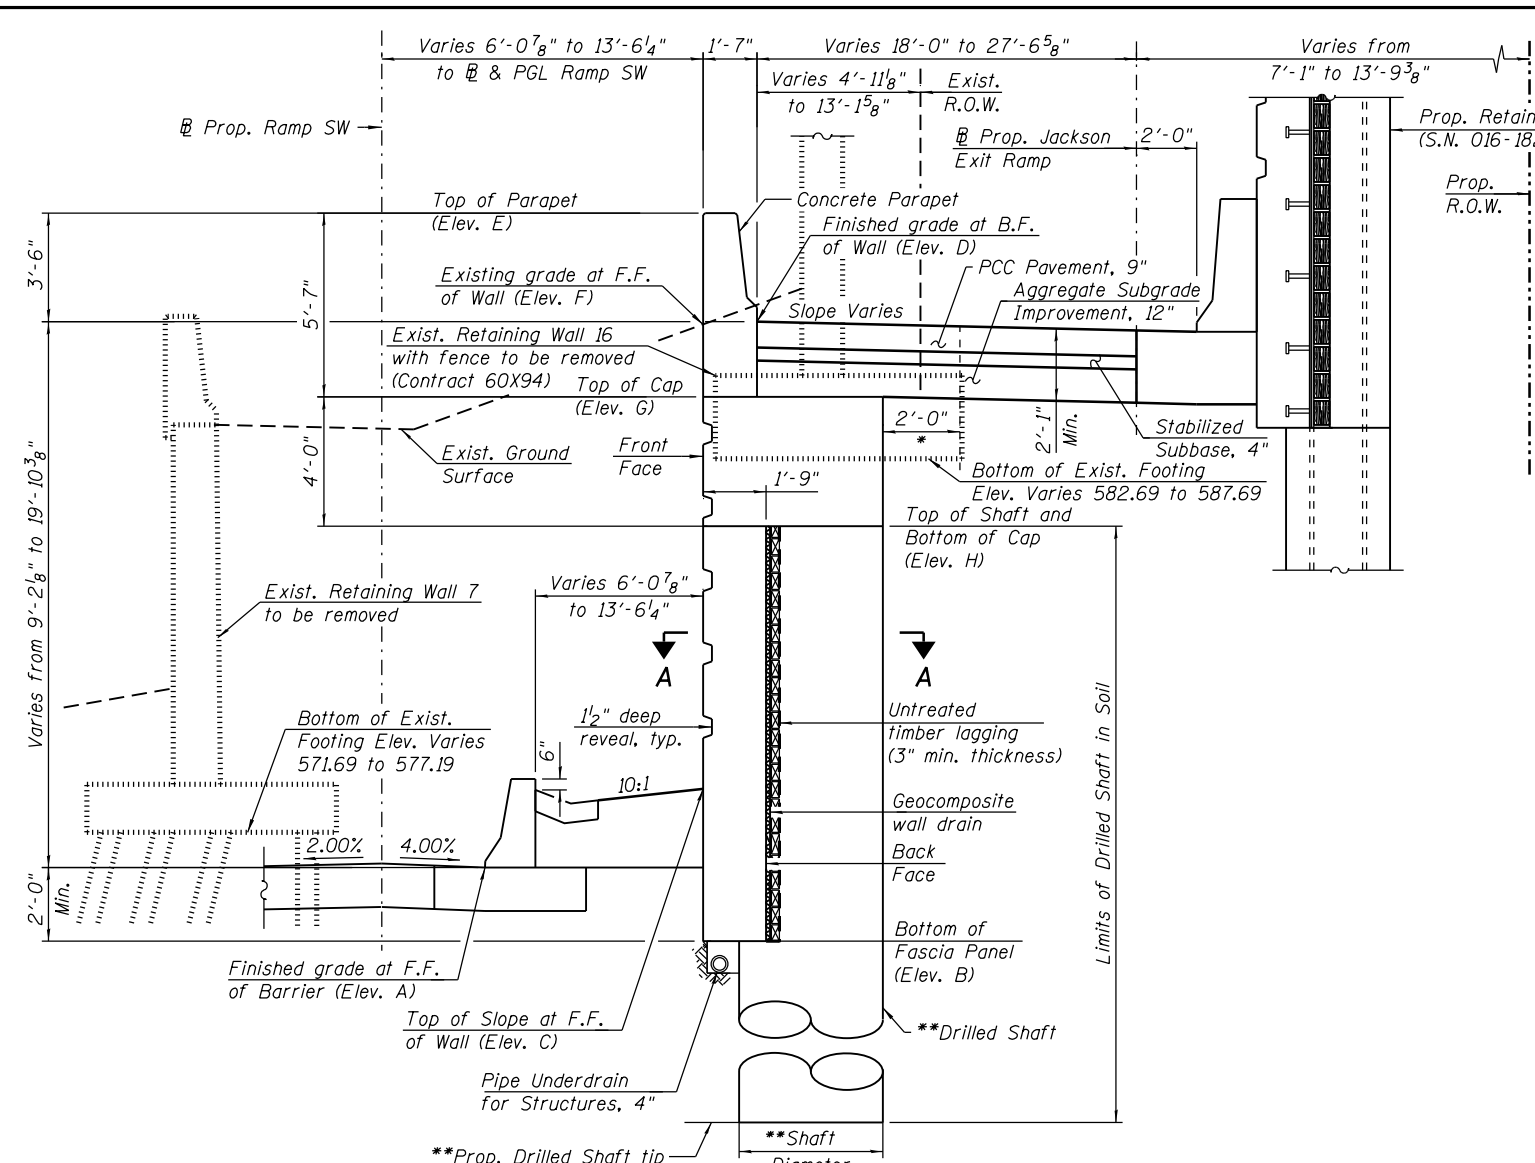 Varies 6'-0 7/8" to 13'-6 1/4"
to ⅊ & PGL Ramp SW
1'-7"
Varies 18'-0" to 27'-6 5/8"
Varies from
7'-1" to 13'-9 3/8"
Varies 4'-11 1/8"
to 13'-1 5/8"
Exist.
R.O.W.
⅊ Prop. Ramp SW
⅊ Prop. Jackson
Exit Ramp
2'-0"
Prop. Retain
(S.N. 016-18
Prop.
R.O.W.
Top of Parapet
(Elev. E)
Concrete Parapet
Finished grade at B.F.
of Wall (Elev. D)
3'-6"
5'-7"
Existing grade at F.F.
of Wall (Elev. F)
PCC Pavement, 9"
Aggregate Subgrade
Improvement, 12"
Slope Varies
Exist. Retaining Wall 16
with fence to be removed
(Contract 60X94)
Top of Cap
(Elev. G)
2'-0"
*
2'-1"
Min.
Stabilized
Subbase, 4"
4'-0"
Exist. Ground
Surface
Front
Face
1'-9"
Bottom of Exist. Footing
Elev. Varies 582.69 to 587.69
Top of Shaft and
Bottom of Cap
(Elev. H)
Varies from 9'-2 1/8" to 19'-10 3/8"
Exist. Retaining Wall 7
to be removed
Varies 6'-0 7/8"
to 13'-6 1/4"
A
A
Bottom of Exist.
Footing Elev. Varies
571.69 to 577.19
1 1/2" deep
reveal, typ.
6"
10:1
Untreated
timber lagging
(3" min. thickness)
Limits of Drilled Shaft in Soil
Geocomposite
wall drain
Back
Face
2.00%
4.00%
2'-0"
Min.
Bottom of
Fascia Panel
(Elev. B)
Finished grade at F.F.
of Barrier (Elev. A)
Top of Slope at F.F.
of Wall (Elev. C)
**Drilled Shaft
Pipe Underdrain
for Structures, 4"
**Prop. Drilled Shaft tip
**Shaft
Diameter